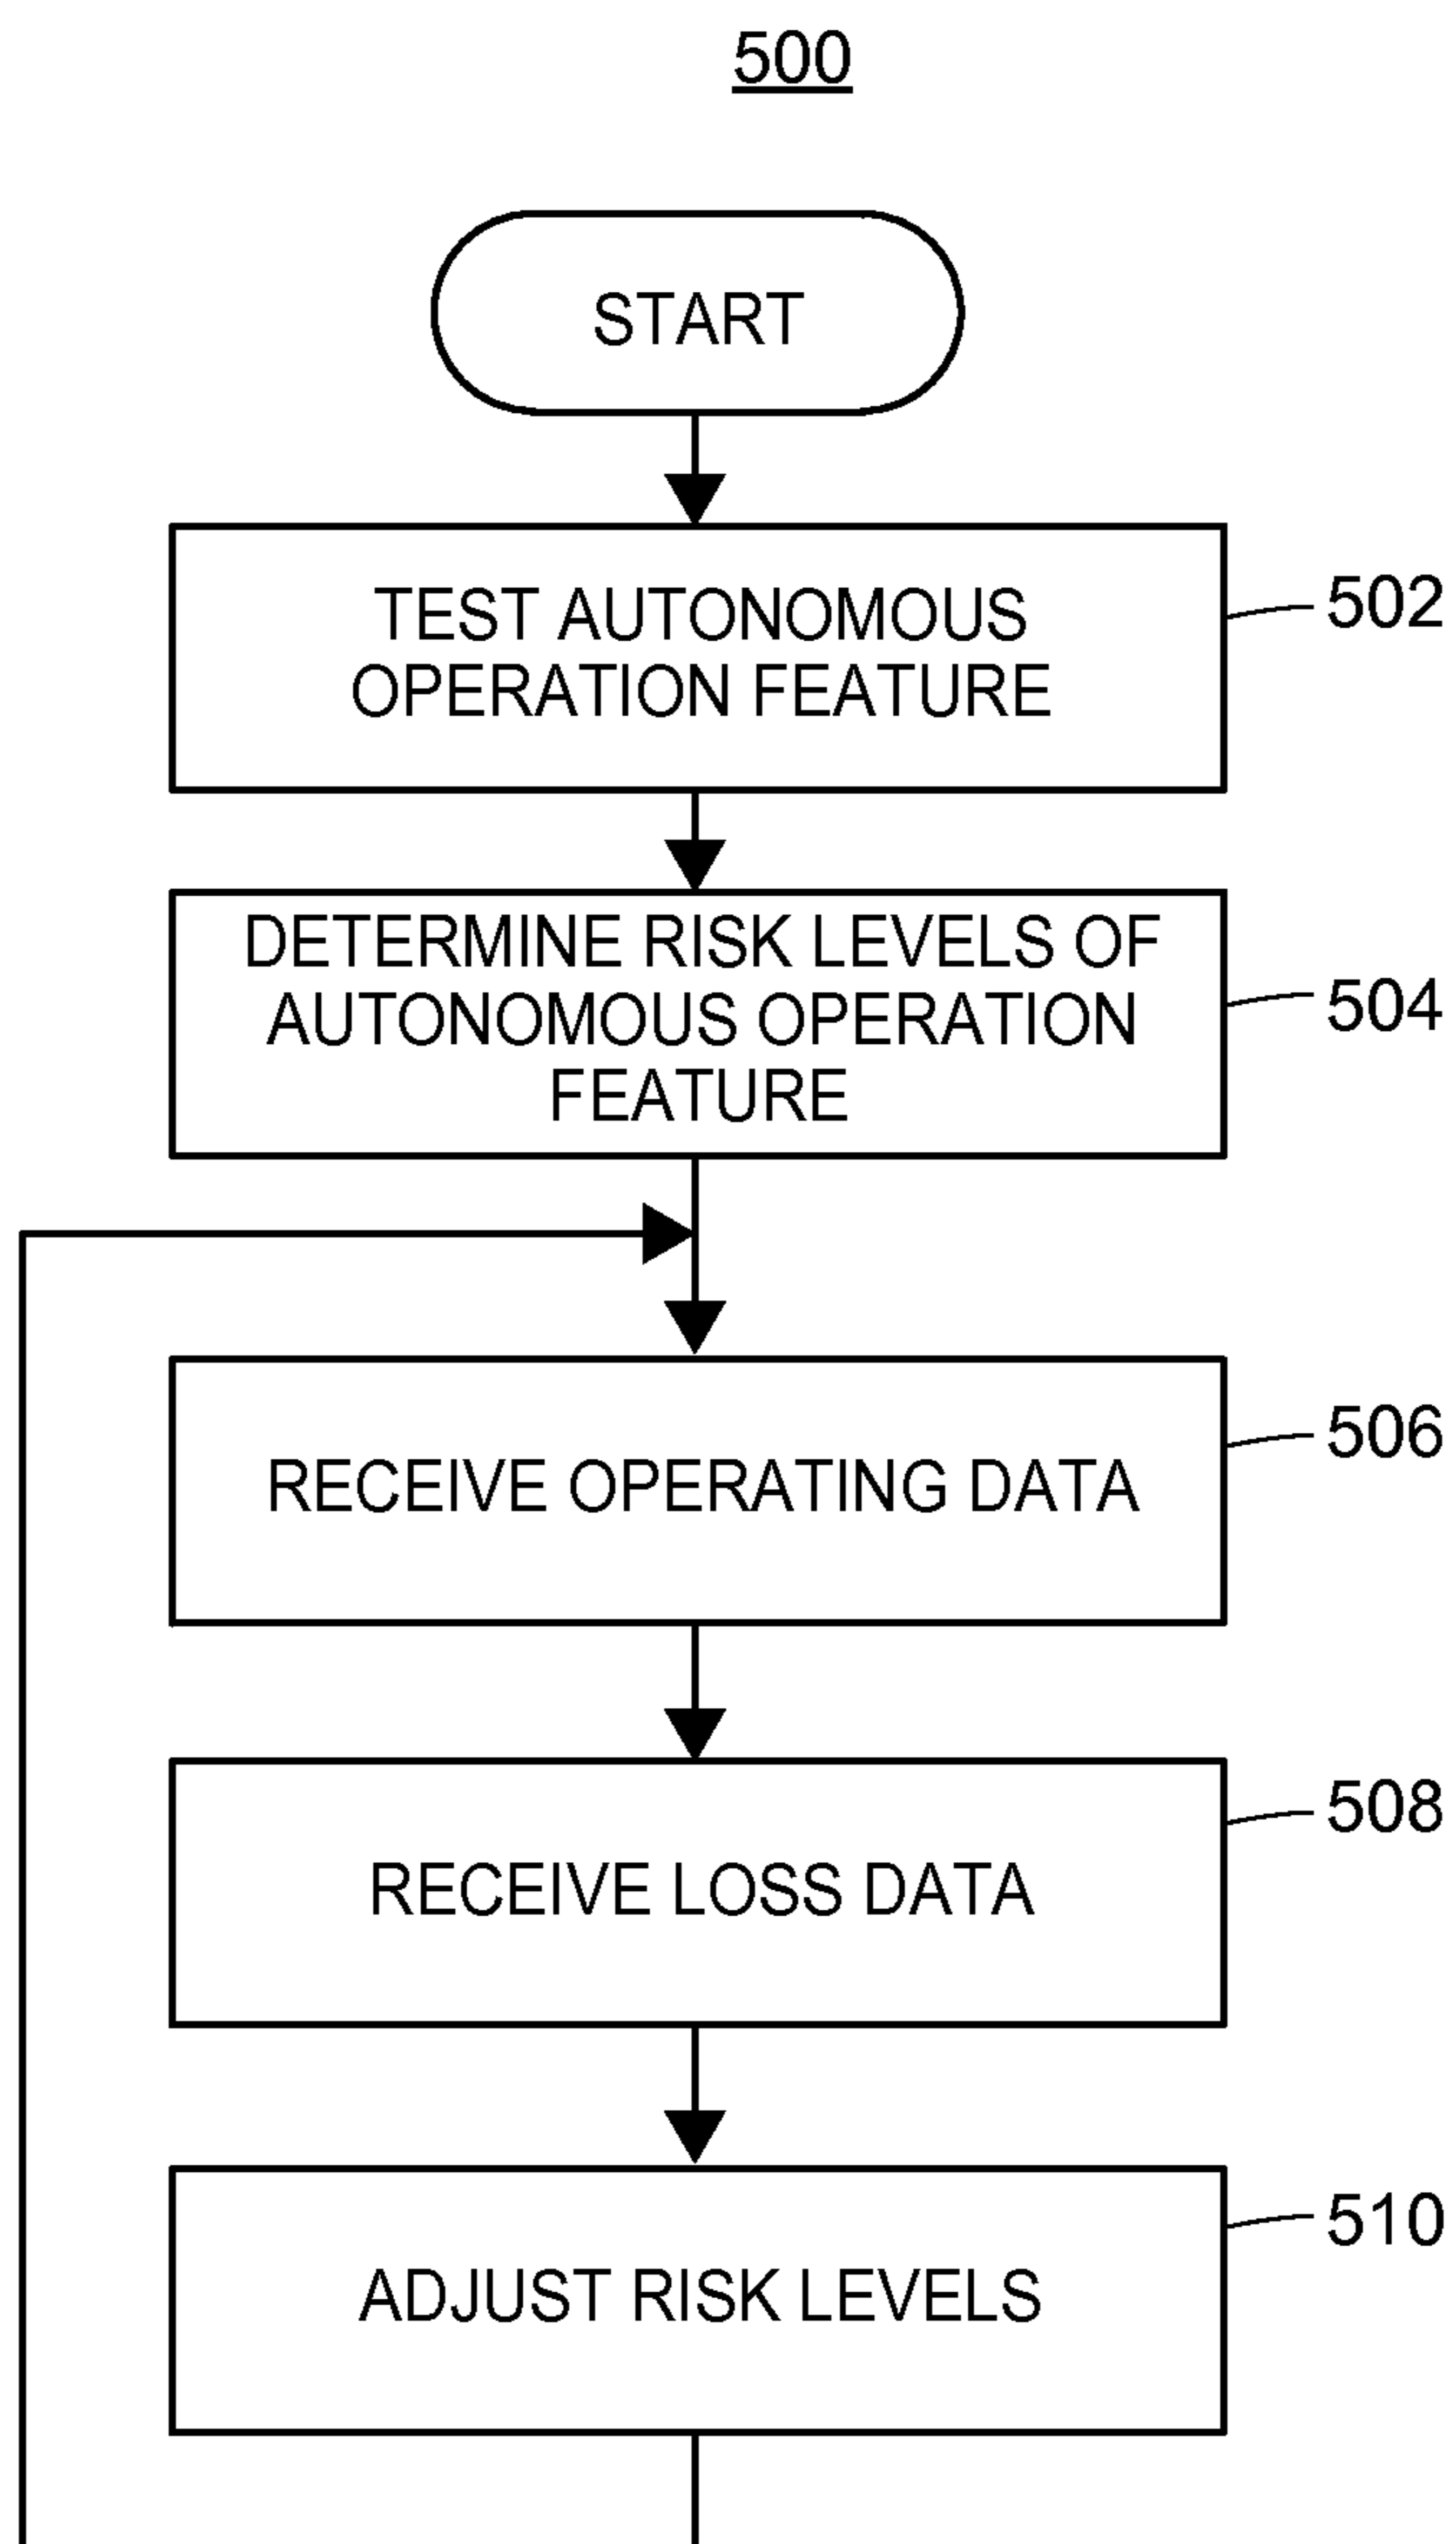 500
START
TEST AUTONOMOUS
OPERATION FEATURE
502
DETERMINE RISK LEVELS OF
AUTONOMOUS OPERATION
FEATURE
504
RECEIVE OPERATING DATA
506
RECEIVE LOSS DATA
508
ADJUST RISK LEVELS
510